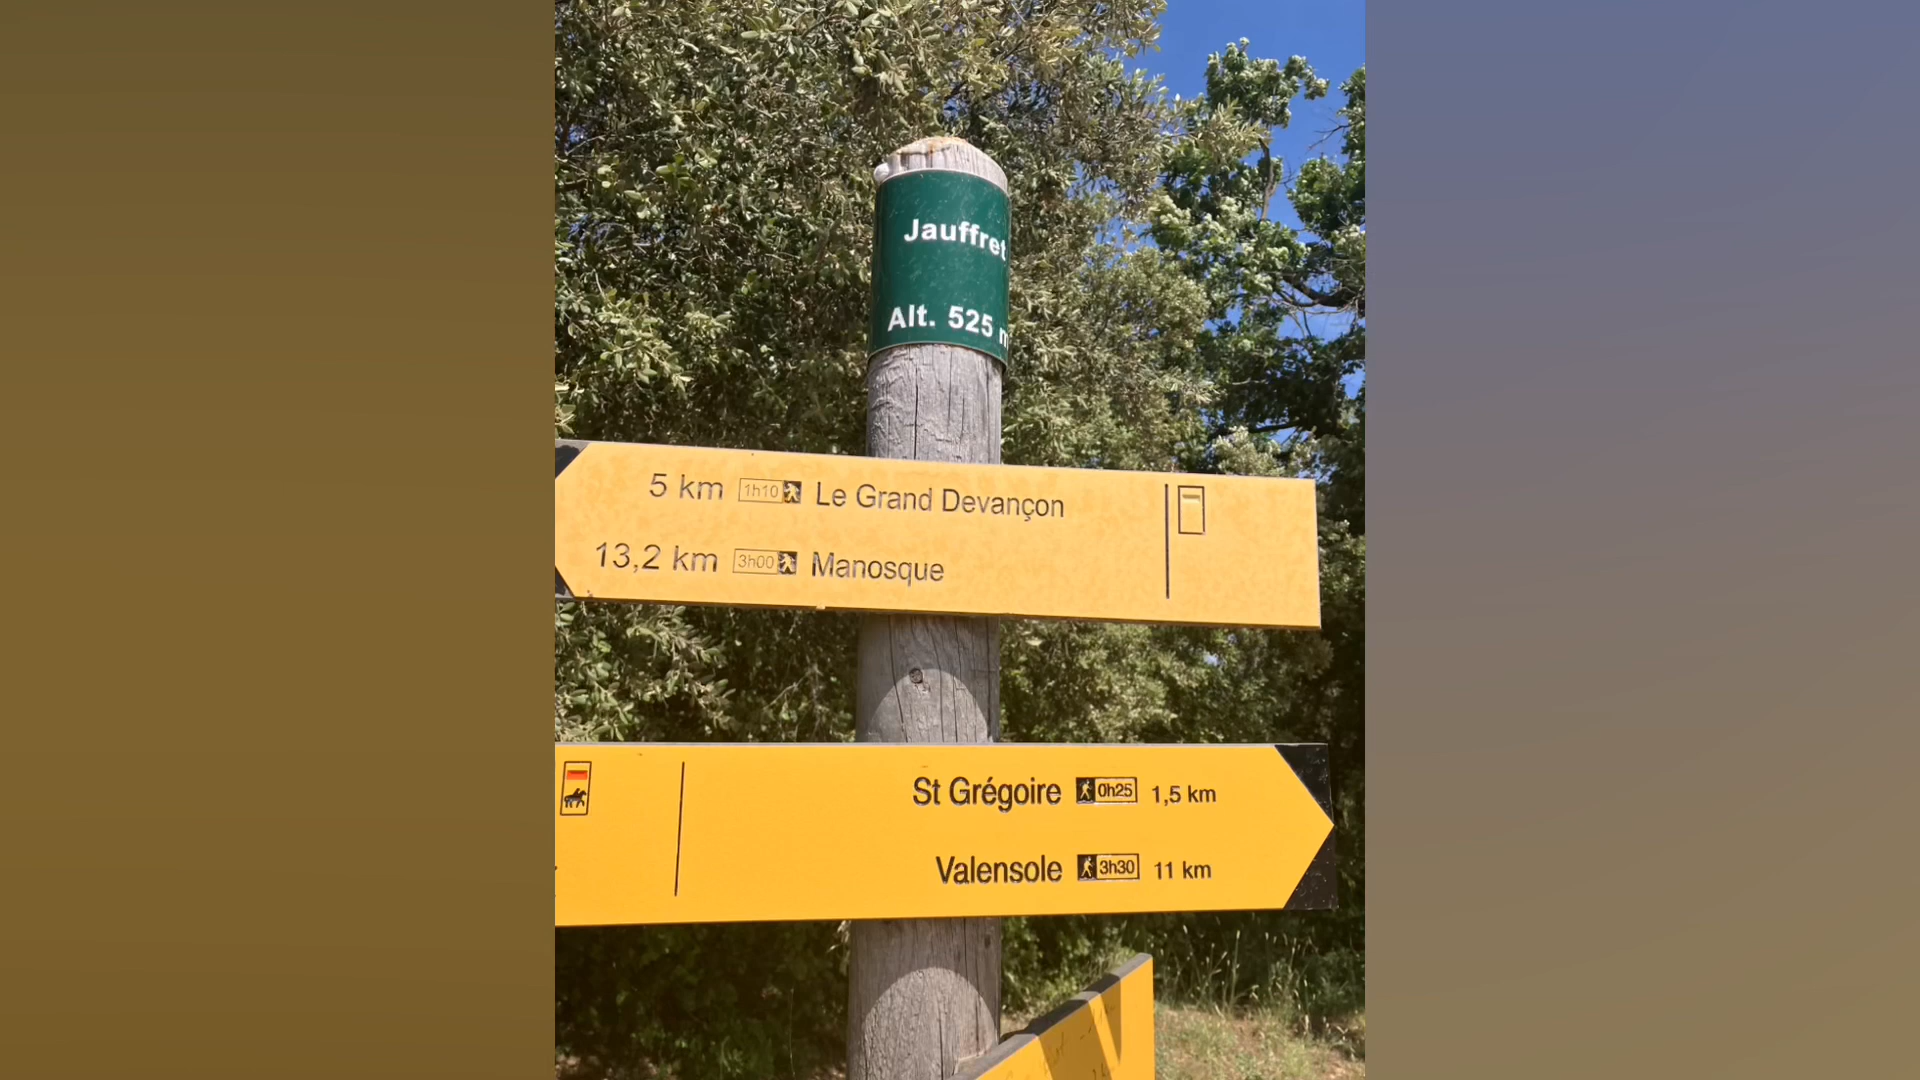 Jauffret
Alt. 525 m
5 km 1h10 Le Grand Devançon
13,2 km 3h00 Manosque
St Grégoire 0h25 1,5 km
Valensole 3h30 11 km